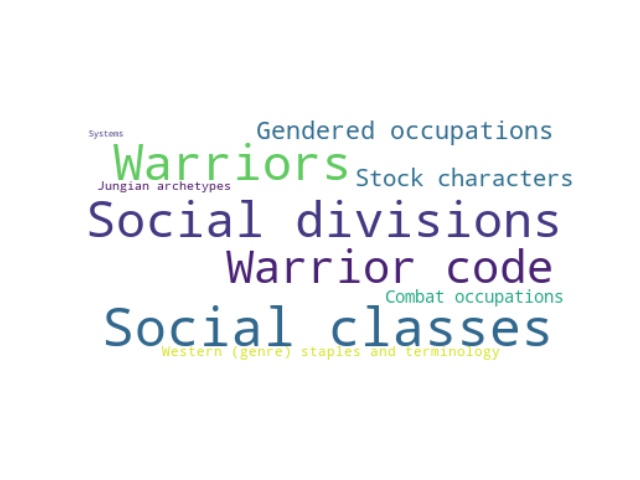 Systems
Gendered occupations
Warriors
Stock characters
Jungian archetypes
Social divisions
Warrior code
Combat occupations
Social classes
Western (genre) staples and terminology